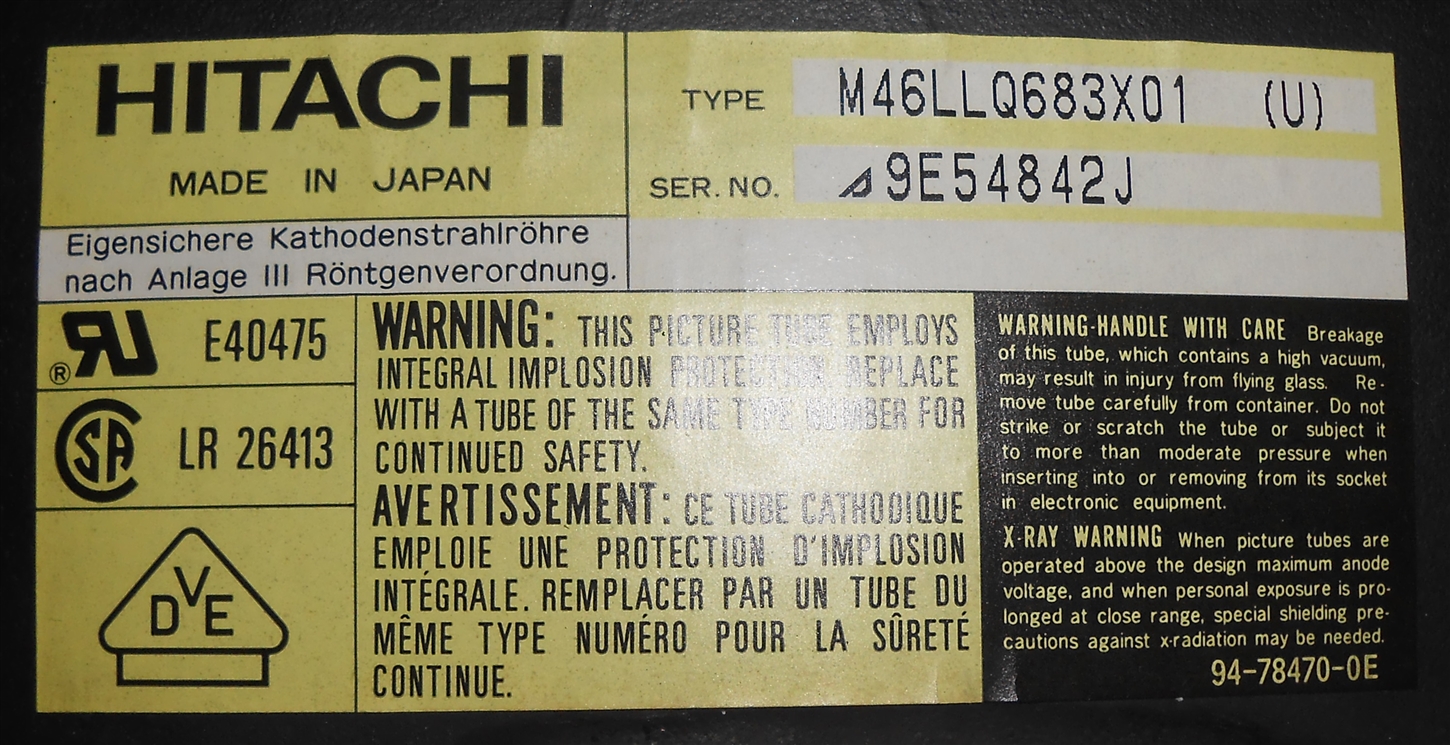 HITACHI
MADE IN JAPAN
TYPE M46LLQ683X01 (U)
SER. NO. 9E54842J
Eigensichere Kathodenstrahlröhre
nach Anlage III Röntgenverordnung.
® RU E40475
SA LR 26413
VDE
WARNING: THIS PICTURE TUBE EMPLOYS
INTEGRAL IMPLOSION PROTECTION. REPLACE
WITH A TUBE OF THE SAME TYPE NUMBER FOR
CONTINUED SAFETY.
AVERTISSEMENT: CE TUBE CATHODIQUE
EMPLOIE UNE PROTECTION D'IMPLOSION
INTÉGRALE. REMPLACER PAR UN TUBE DU
MÊME TYPE NUMÉRO POUR LA SÛRETÉ
CONTINUE.
WARNING-HANDLE WITH CARE Breakage
of this tube, which contains a high vacuum,
may result in injury from flying glass. Re-
move tube carefully from container. Do not
strike or scratch the tube or subject it
to more than moderate pressure when
inserting into or removing from its socket
in electronic equipment.
X-RAY WARNING When picture tubes are
operated above the design maximum anode
voltage, and when personal exposure is pro-
longed at close range, special shielding pre-
cautions against x-radiation may be needed.
94-78470-0E